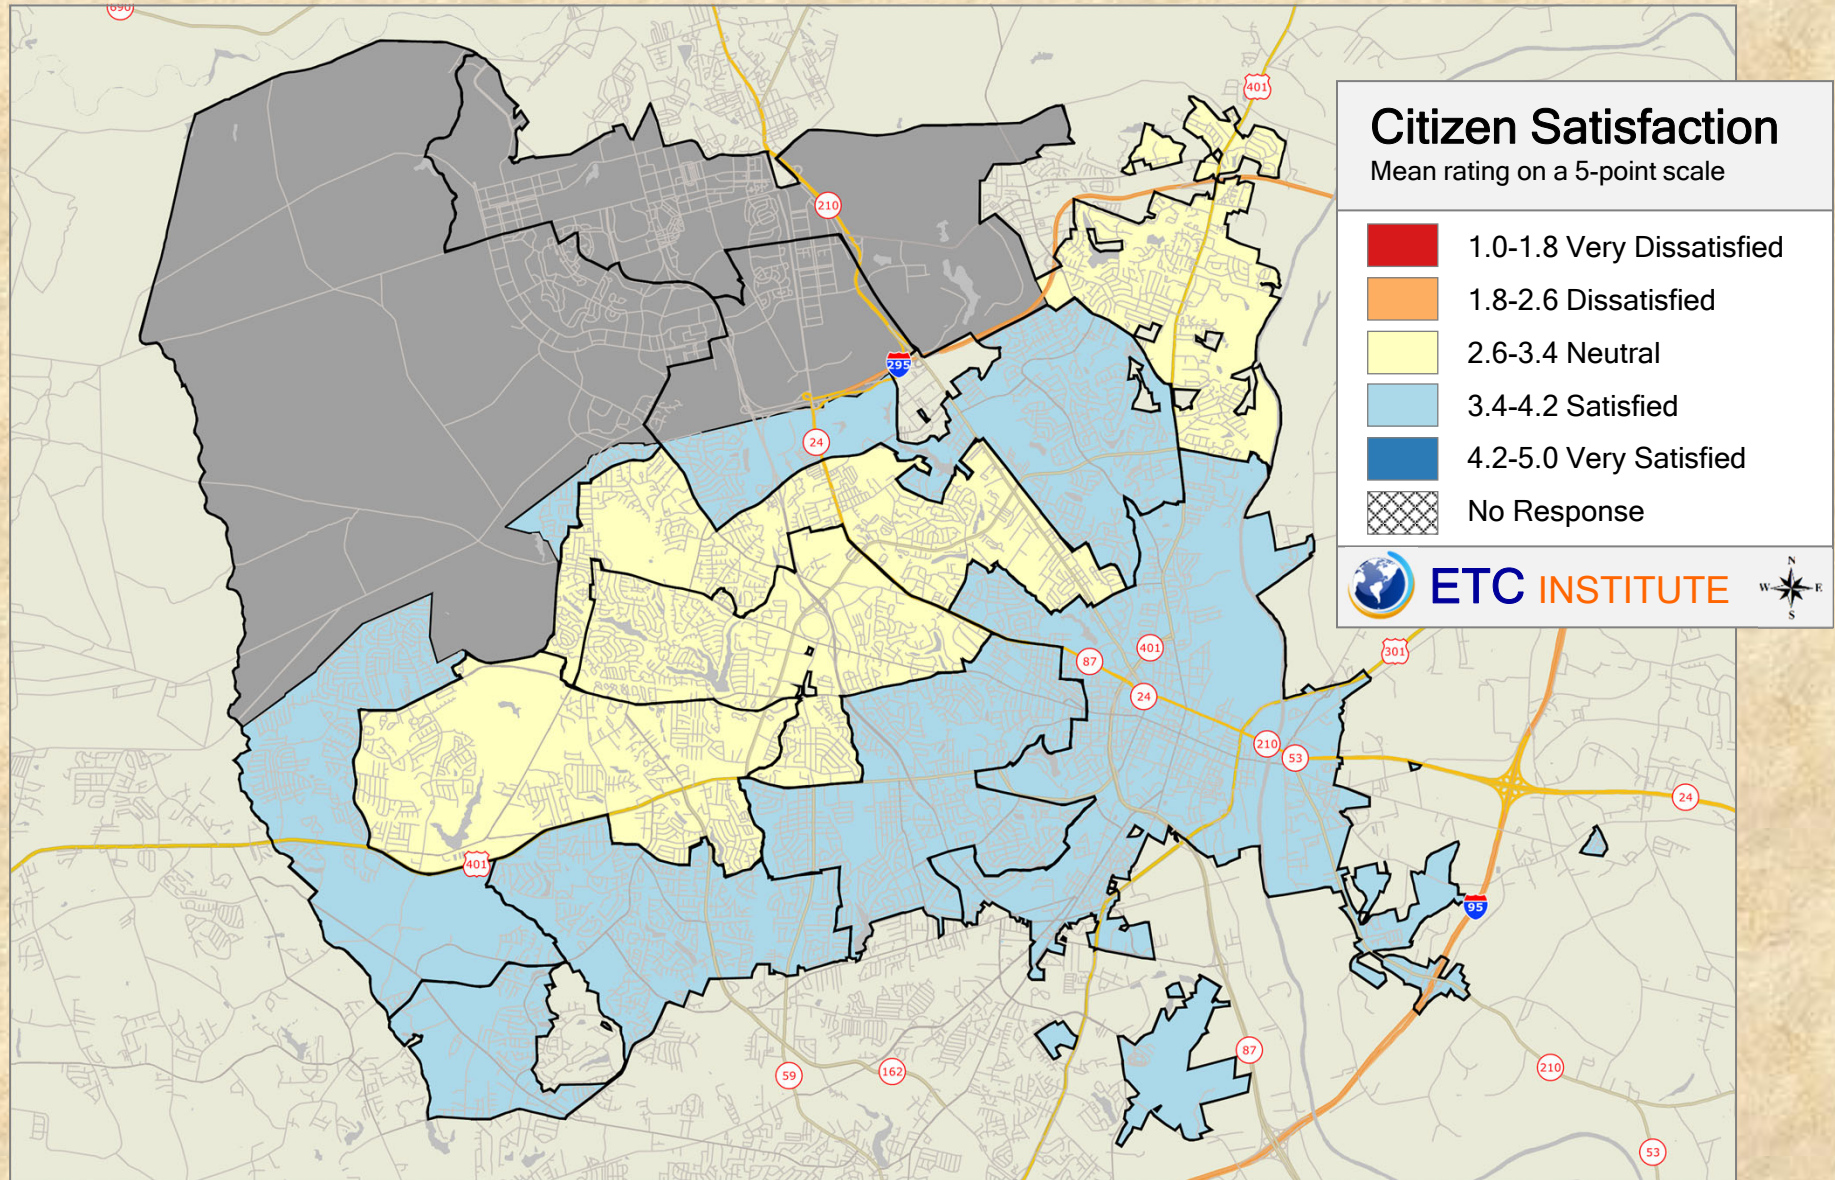 690
401
Citizen Satisfaction
Mean rating on a 5-point scale
210
1.0-1.8 Very Dissatisfied
1.8-2.6 Dissatisfied
2.6-3.4 Neutral
295
3.4-4.2 Satisfied
24
4.2-5.0 Very Satisfied
No Response
ETC INSTITUTE
N
W E
S
401
301
87
24
210
53
24
401
95
87
59
162
210
53